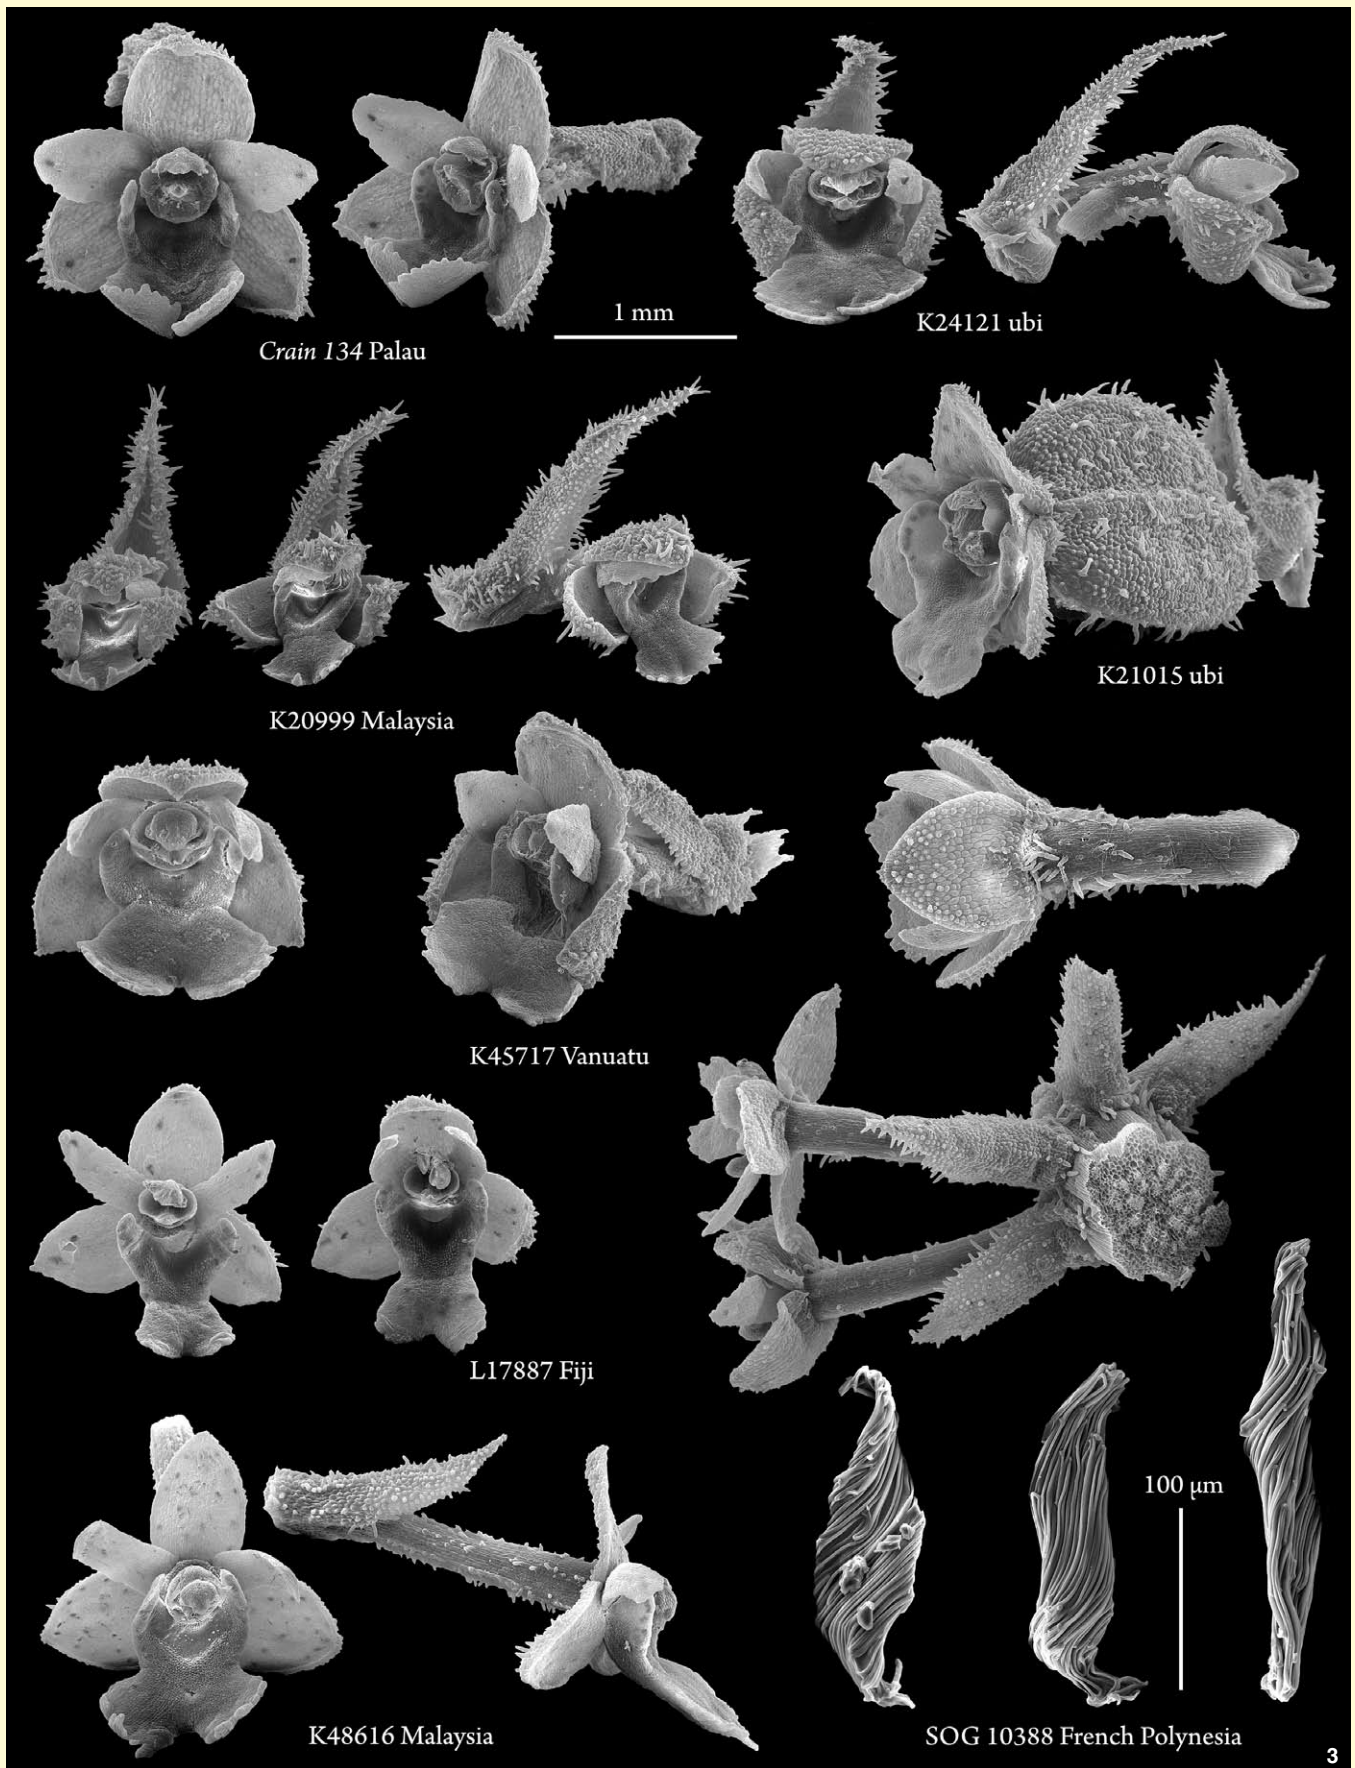 1 mm
K24121 ubi
Crain 134 Palau
K21015 ubi
K20999 Malaysia
K45717 Vanuatu
L17887 Fiji
100 µm
K48616 Malaysia
SOG 10388 French Polynesia
3